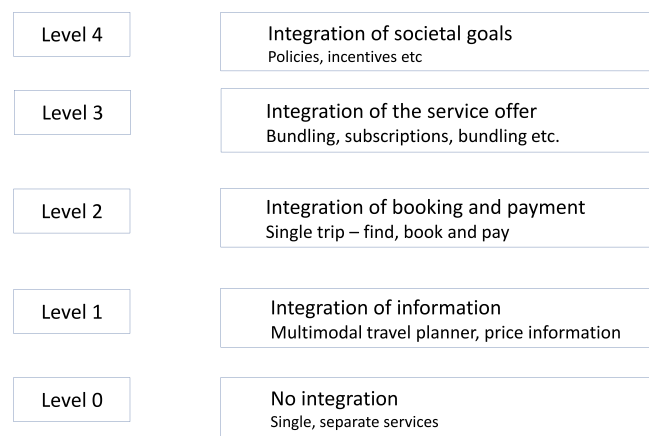 Level 4
Integration of societal goals
Policies, incentives etc
Level 3
Integration of the service offer
Bundling, subscriptions, bundling etc.
Level 2
Integration of booking and payment
Single trip – find, book and pay
Level 1
Integration of information
Multimodal travel planner, price information
Level 0
No integration
Single, separate services